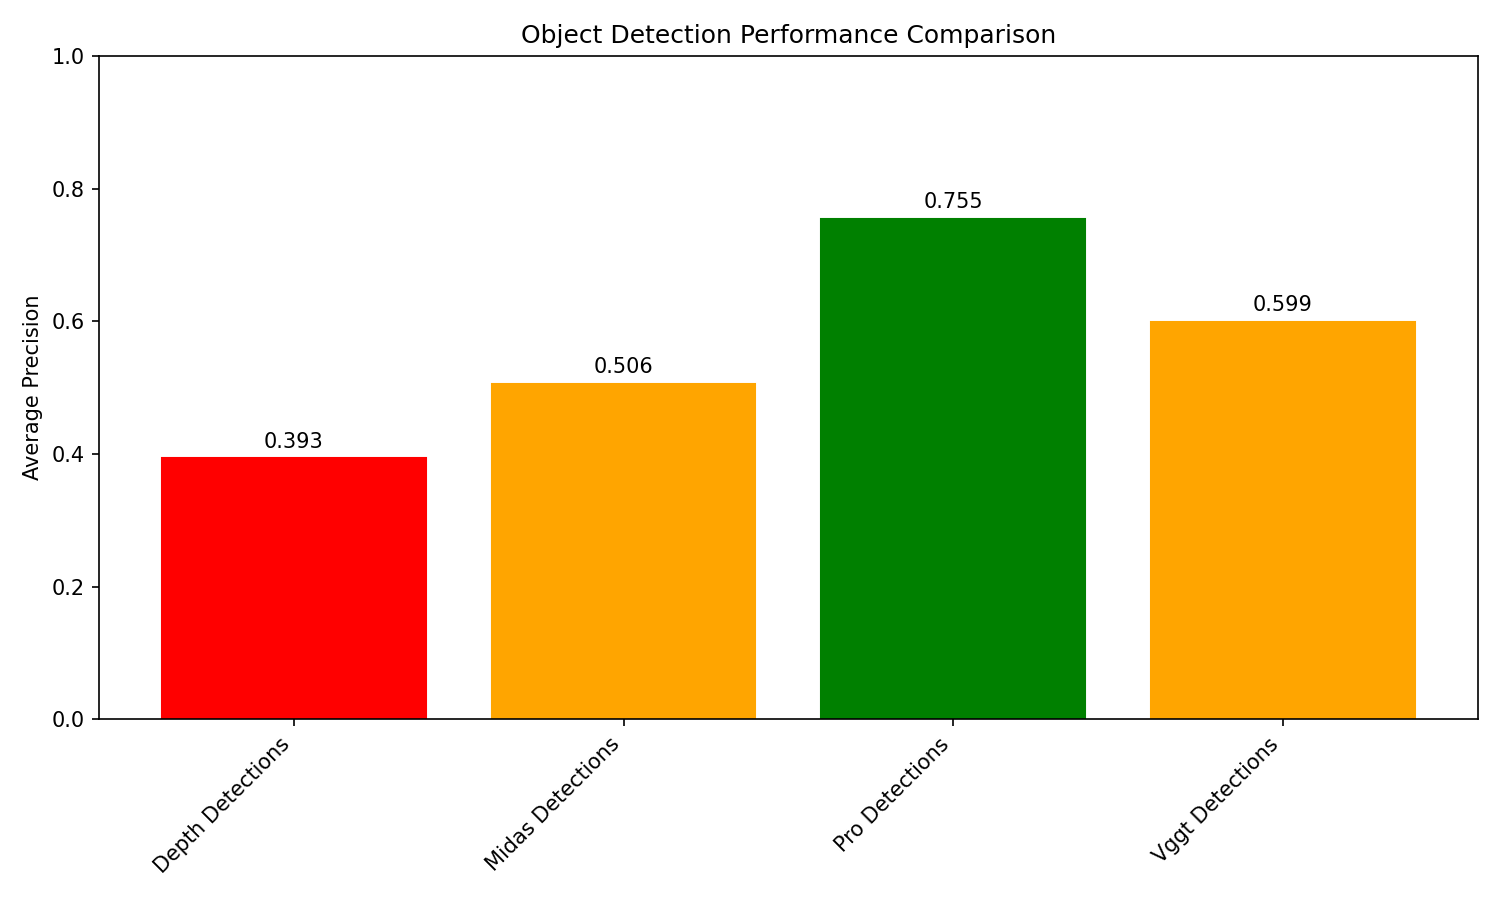 Object Detection Performance Comparison
Average Precision
1.0
0.8
0.6
0.4
0.2
0.0
0.393
0.506
0.755
0.599
Depth Detections
Midas Detections
Pro Detections
Vggt Detections